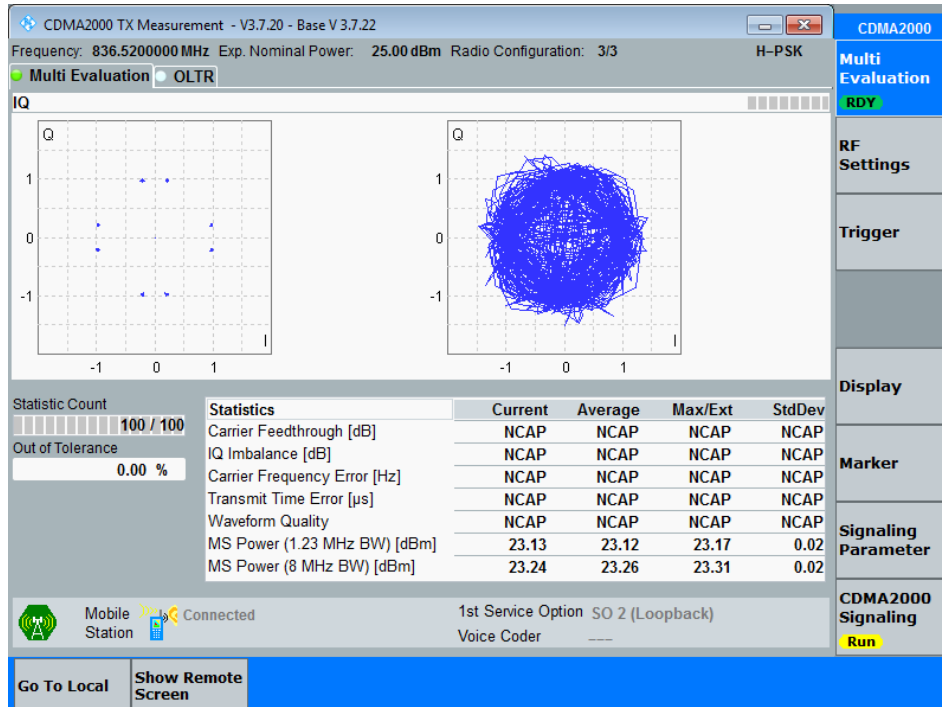 CDMA2000 TX Measurement - V3.7.20 - Base V 3.7.22
CDMA2000
Frequency: 836.5200000 MHz Exp. Nominal Power: 25.00 dBm Radio Configuration: 3/3 H-PSK
Multi Evaluation OLTR
Multi
Evaluation
RDY
IQ
Q
1
0
-1
I
-1 0 1
Q
1
0
-1
I
-1 0 1
RF
Settings
Trigger
Display
Marker
Signaling
Parameter
CDMA2000
Signaling
Run
Statistic Count
100 / 100
Out of Tolerance
0.00 %
Statistics Current Average Max/Ext StdDev
Carrier Feedthrough [dB] NCAP NCAP NCAP NCAP
IQ Imbalance [dB] NCAP NCAP NCAP NCAP
Carrier Frequency Error [Hz] NCAP NCAP NCAP NCAP
Transmit Time Error [µs] NCAP NCAP NCAP NCAP
Waveform Quality NCAP NCAP NCAP NCAP
MS Power (1.23 MHz BW) [dBm] 23.13 23.12 23.17 0.02
MS Power (8 MHz BW) [dBm] 23.24 23.26 23.31 0.02
Mobile
Station
Connected
1st Service Option SO 2 (Loopback)
Voice Coder ---
Go To Local
Show Remote
Screen